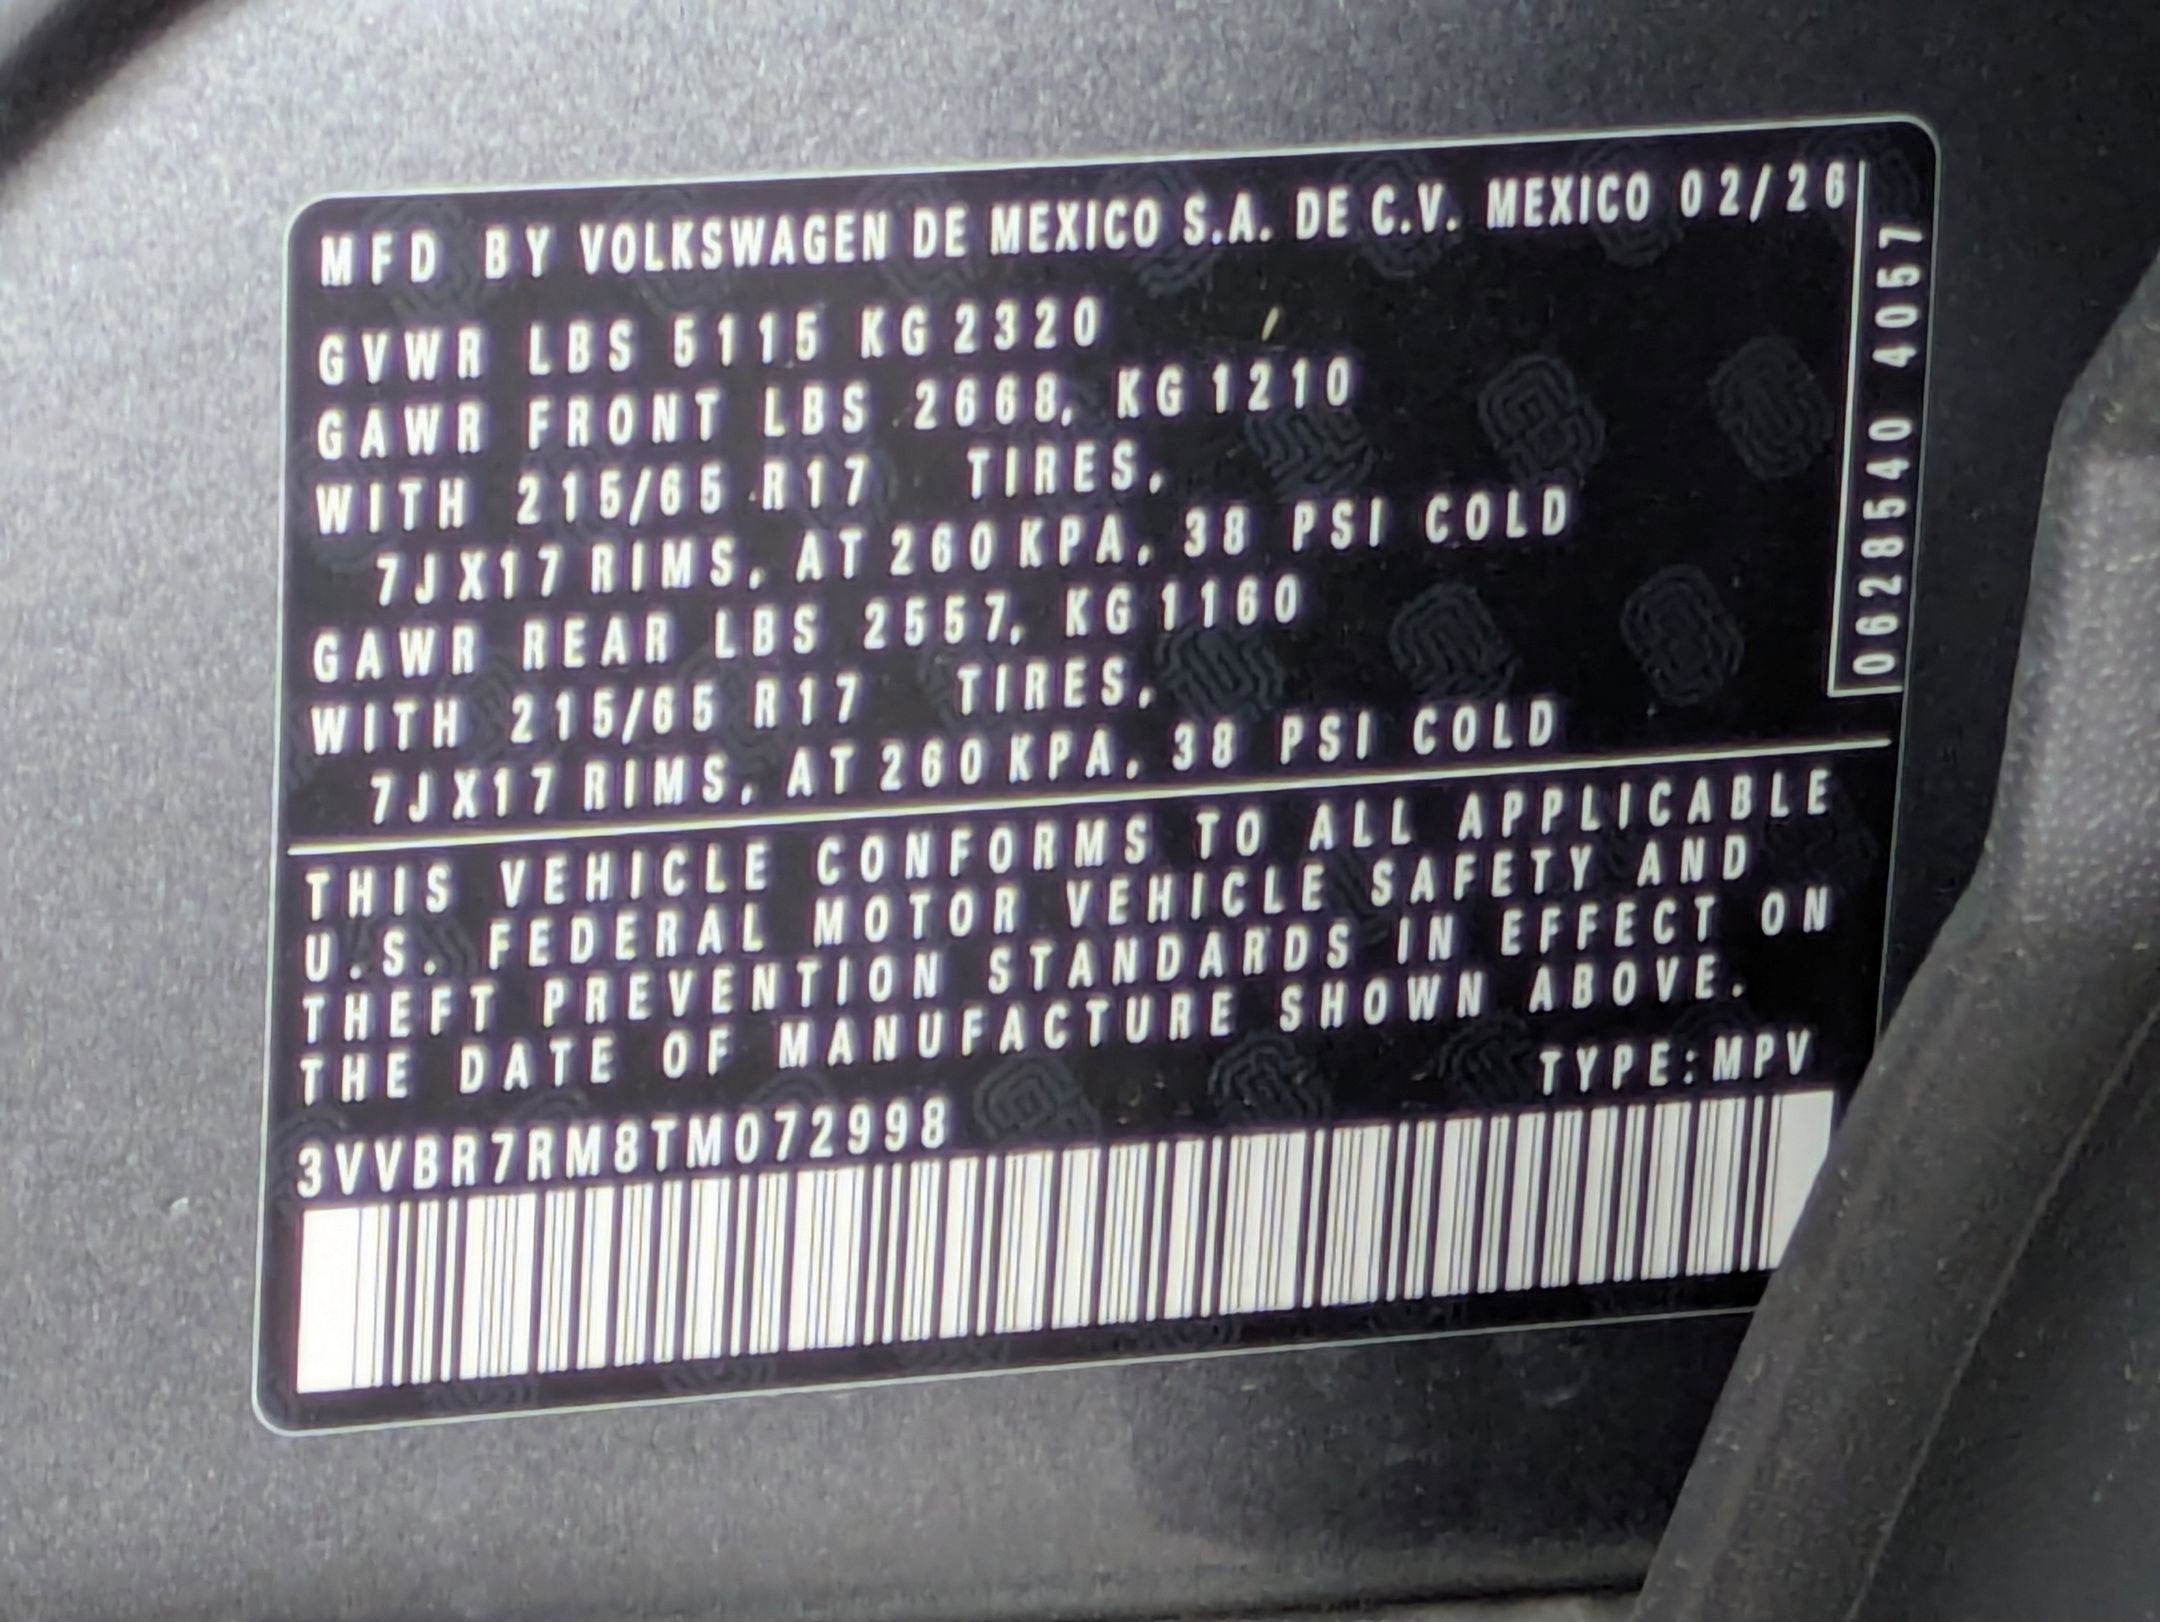 MFD BY VOLKSWAGEN DE MEXICO S.A. DE C.V. MEXICO 02/26
GVWR LBS 5115 KG 2320
GAWR FRONT LBS 2668, KG 1210
WITH 215/65 R17 TIRES,
7JX17 RIMS, AT 260 KPA, 38 PSI COLD
GAWR REAR LBS 2557, KG 1160
WITH 215/65 R17 TIRES,
7JX17 RIMS, AT 260 KPA, 38 PSI COLD
0628540 4057
THIS VEHICLE CONFORMS TO ALL APPLICABLE
U.S. FEDERAL MOTOR VEHICLE SAFETY AND
THEFT PREVENTION STANDARDS IN EFFECT ON
THE DATE OF MANUFACTURE SHOWN ABOVE.
TYPE:MPV
3VVBR7RM8TM072998